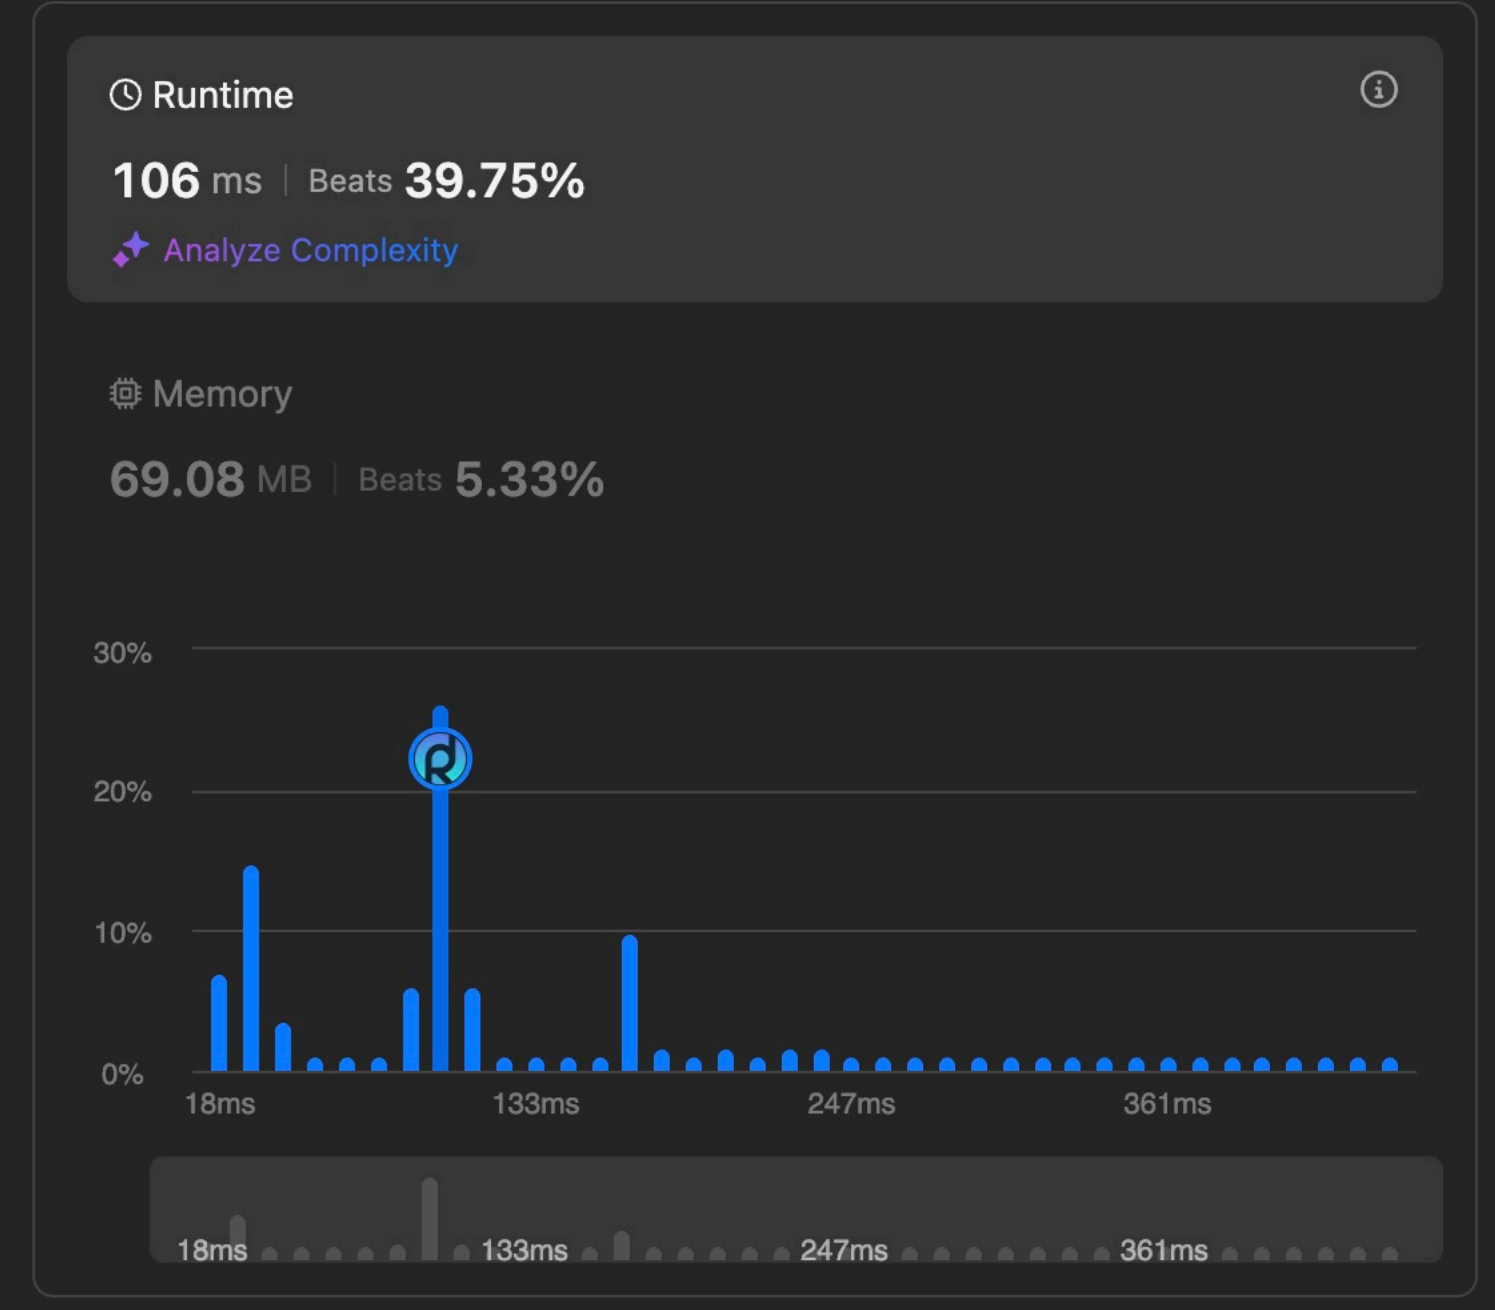 Runtime
106 ms | Beats 39.75%
Analyze Complexity
Memory
69.08 MB | Beats 5.33%
30%
20%
10%
0%
18ms 133ms 247ms 361ms
18ms 133ms 247ms 361ms